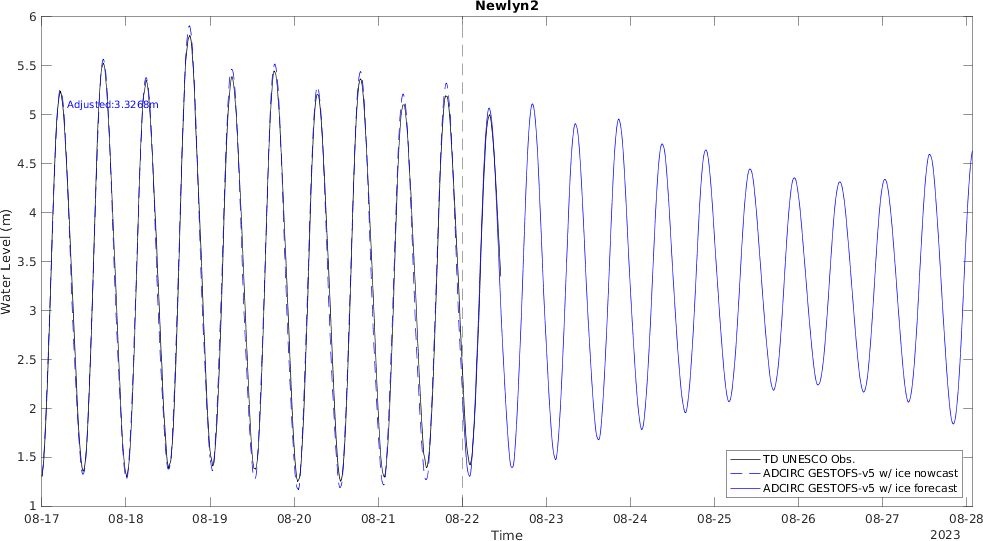 Newlyn2
6
5.5
5
4.5
4
3.5
3
2.5
2
1.5
1
Water Level (m)
Adjusted:3.3268m
TD UNESCO Obs.
ADCIRC GESTOFS-v5 w/ ice nowcast
ADCIRC GESTOFS-v5 w/ ice forecast
08-17 08-18 08-19 08-20 08-21 08-22 08-23 08-24 08-25 08-26 08-27 08-28
Time
2023